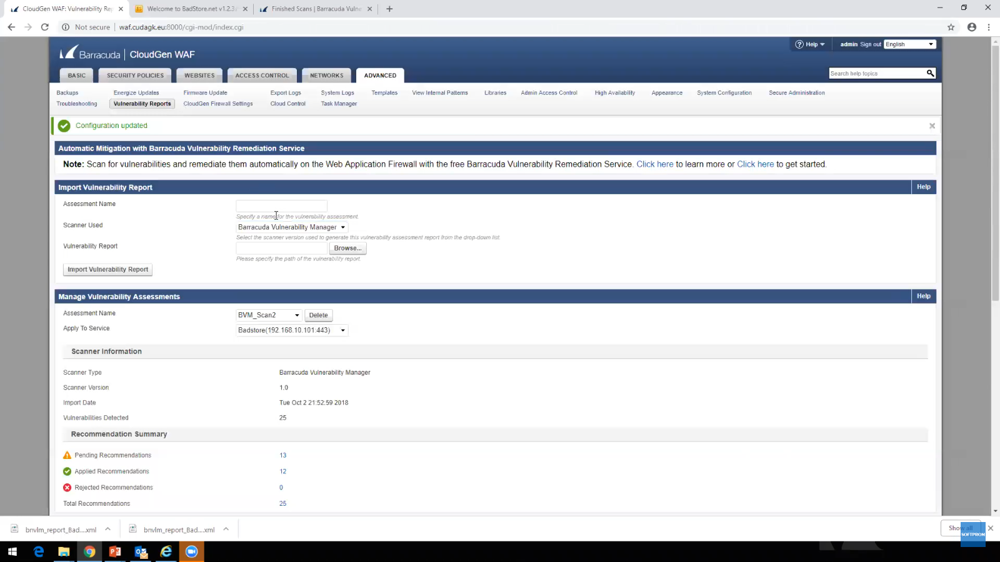 CloudGen WAF: Vulnerability Rep
Welcome to BadStore.net v1.2.3
Finished Scans | Barracuda Vulne
Not secure | waf.cudagk.eu:8000/cgi-mod/index.cgi
Barracuda | CloudGen WAF
Help
admin Sign out English
BASIC SECURITY POLICIES WEBSITES ACCESS CONTROL NETWORKS ADVANCED
Search help topics
Backups Energize Updates Firmware Update Export Logs System Logs Templates View Internal Patterns Libraries Admin Access Control High Availability Appearance System Configuration Secure Administration
Troubleshooting Vulnerability Reports CloudGen Firewall Settings Cloud Control Task Manager
Configuration updated
Automatic Mitigation with Barracuda Vulnerability Remediation Service
Note: Scan for vulnerabilities and remediate them automatically on the Web Application Firewall with the free Barracuda Vulnerability Remediation Service. Click here to learn more or Click here to get started.
Import Vulnerability Report Help
Assessment Name
Specify a name for the vulnerability assessment.
Scanner Used Barracuda Vulnerability Manager
Select the scanner version used to generate this vulnerability assessment report from the drop-down list.
Vulnerability Report Browse...
Please specify the path of the vulnerability report.
Import Vulnerability Report
Manage Vulnerability Assessments Help
Assessment Name BVM_Scan2 Delete
Apply To Service Badstore(192.168.10.101:443)
Scanner Information
Scanner Type Barracuda Vulnerability Manager
Scanner Version 1.0
Import Date Tue Oct 2 21:52:59 2018
Vulnerabilities Detected 25
Recommendation Summary
Pending Recommendations 13
Applied Recommendations 12
Rejected Recommendations 0
Total Recommendations 25
bnvlm_report_Bad....xml
bnvlm_report_Bad....xml
Show all
SOFTPROM